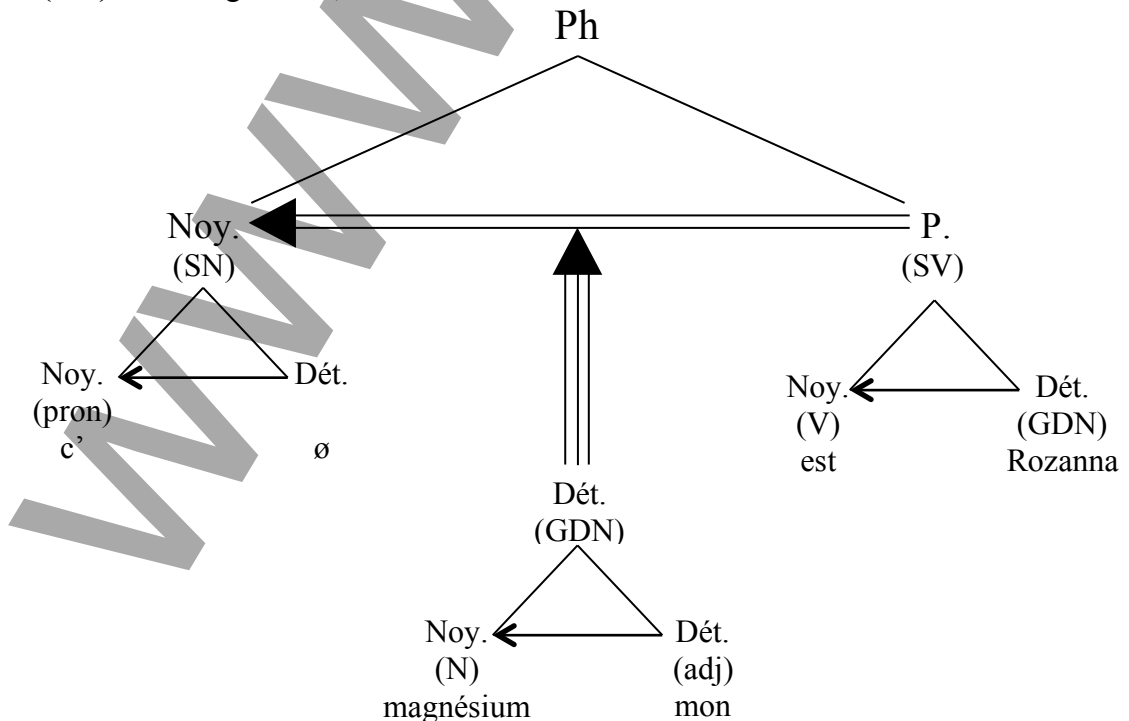 Ph
Noy. P.
(SN) (SV)
Noy. Dét. Noy. Dét.
(pron) (V) (GDN)
c’ ø est Rozanna
Dét.
(GDN)
Noy. Dét.
(N) (adj)
magnésium mon